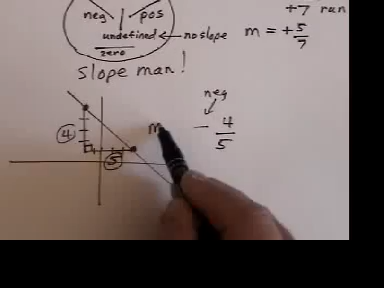 +7 run
neg pos
undefined ← no slope
zero
m = + 5/7
slope man!
neg
4
m
- 4/5
5